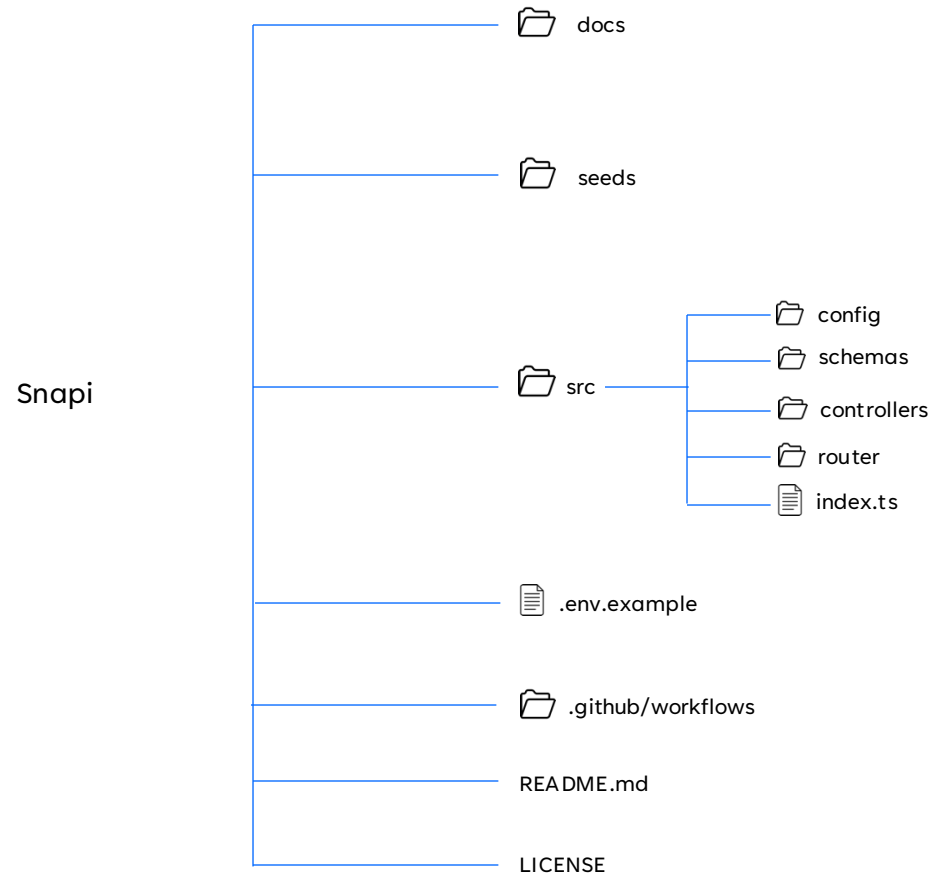 docs
seeds
Snapi
src
config
schemas
controllers
router
index.ts
.env.example
.github/workflows
README.md
LICENSE